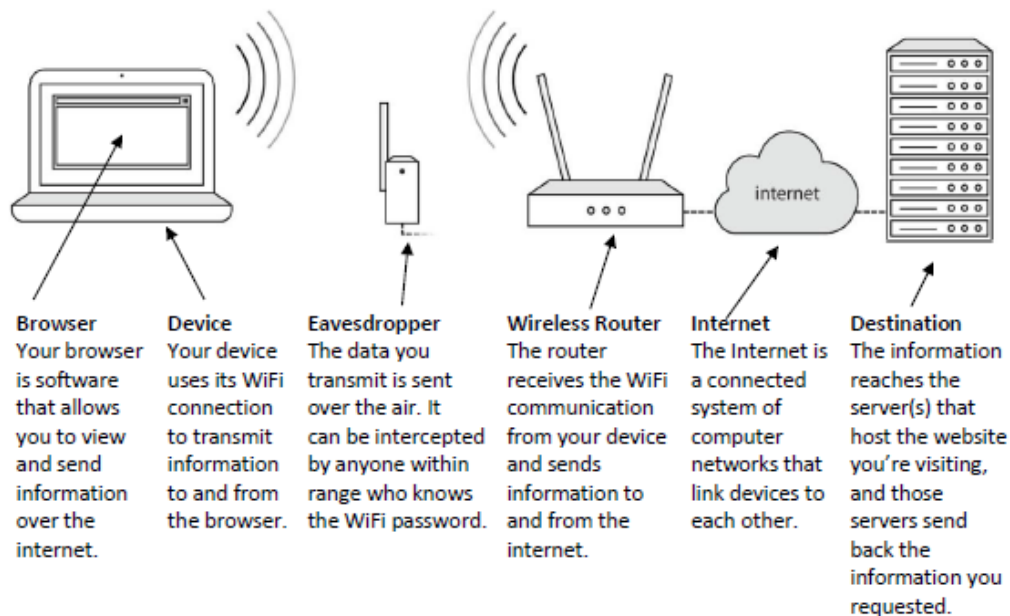 internet
Browser
Your browser
is software
that allows
you to view
and send
information
over the
internet.
Device
Your device
uses its WiFi
connection
to transmit
information
to and from
the browser.
Eavesdropper
The data you
transmit is sent
over the air. It
can be intercepted
by anyone within
range who knows
the WiFi password.
Wireless Router
The router
receives the WiFi
communication
from your device
and sends
information to
and from the
internet.
Internet
The Internet is
a connected
system of
computer
networks that
link devices to
each other.
Destination
The information
reaches the
server(s) that
host the website
you're visiting,
and those
servers send
back the
information you
requested.